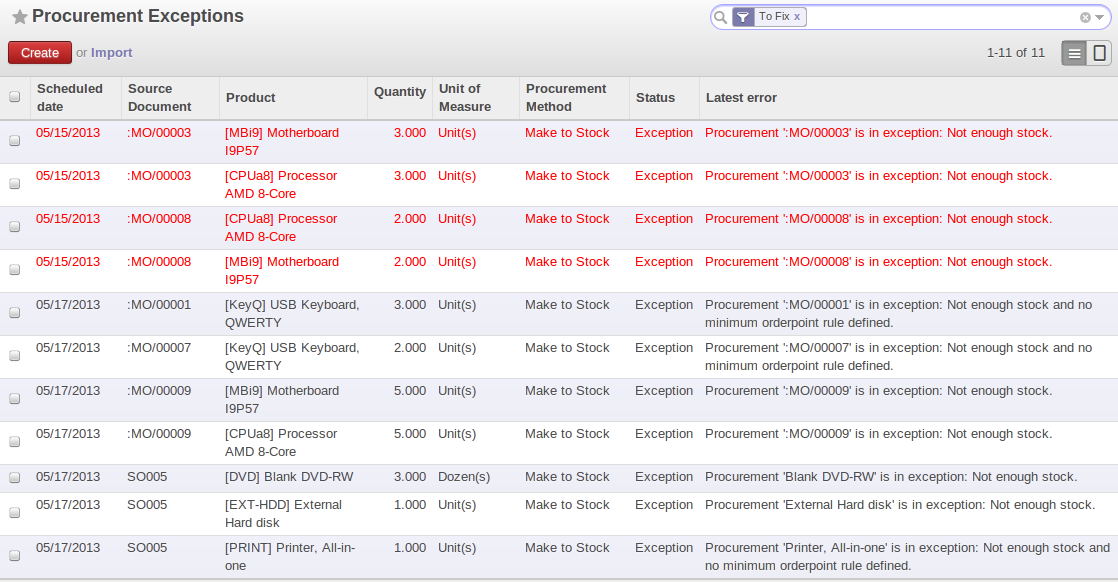 Procurement Exceptions
To Fix x
Create or Import
1-11 of 11
Scheduled date Source Document Product Quantity Unit of Measure Procurement Method Status Latest error
05/15/2013 :MO/00003 [MBi9] Motherboard I9P57 3.000 Unit(s) Make to Stock Exception Procurement ':MO/00003' is in exception: Not enough stock.
05/15/2013 :MO/00003 [CPUa8] Processor AMD 8-Core 3.000 Unit(s) Make to Stock Exception Procurement ':MO/00003' is in exception: Not enough stock.
05/15/2013 :MO/00008 [CPUa8] Processor AMD 8-Core 2.000 Unit(s) Make to Stock Exception Procurement ':MO/00008' is in exception: Not enough stock.
05/15/2013 :MO/00008 [MBi9] Motherboard I9P57 2.000 Unit(s) Make to Stock Exception Procurement ':MO/00008' is in exception: Not enough stock.
05/17/2013 :MO/00001 [KeyQ] USB Keyboard, QWERTY 3.000 Unit(s) Make to Stock Exception Procurement ':MO/00001' is in exception: Not enough stock and no minimum orderpoint rule defined.
05/17/2013 :MO/00007 [KeyQ] USB Keyboard, QWERTY 2.000 Unit(s) Make to Stock Exception Procurement ':MO/00007' is in exception: Not enough stock and no minimum orderpoint rule defined.
05/17/2013 :MO/00009 [MBi9] Motherboard I9P57 5.000 Unit(s) Make to Stock Exception Procurement ':MO/00009' is in exception: Not enough stock.
05/17/2013 :MO/00009 [CPUa8] Processor AMD 8-Core 5.000 Unit(s) Make to Stock Exception Procurement ':MO/00009' is in exception: Not enough stock.
05/17/2013 SO005 [DVD] Blank DVD-RW 3.000 Dozen(s) Make to Stock Exception Procurement 'Blank DVD-RW' is in exception: Not enough stock.
05/17/2013 SO005 [EXT-HDD] External Hard disk 1.000 Unit(s) Make to Stock Exception Procurement 'External Hard disk' is in exception: Not enough stock.
05/17/2013 SO005 [PRINT] Printer, All-in-one 1.000 Unit(s) Make to Stock Exception Procurement 'Printer, All-in-one' is in exception: Not enough stock and no minimum orderpoint rule defined.